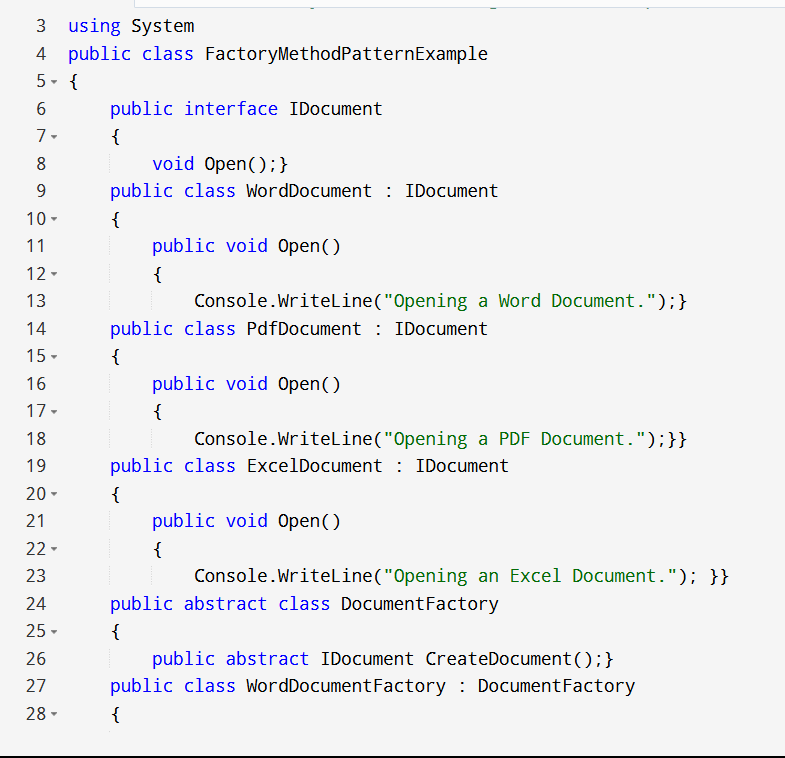 3 using System
4 public class FactoryMethodPatternExample
5 {
6 public interface IDocument
7 {
8 void Open();}
9 public class WordDocument : IDocument
10 {
11 public void Open()
12 {
13 Console.WriteLine("Opening a Word Document.");}
14 public class PdfDocument : IDocument
15 {
16 public void Open()
17 {
18 Console.WriteLine("Opening a PDF Document.");}}
19 public class ExcelDocument : IDocument
20 {
21 public void Open()
22 {
23 Console.WriteLine("Opening an Excel Document."); }}
24 public abstract class DocumentFactory
25 {
26 public abstract IDocument CreateDocument();}
27 public class WordDocumentFactory : DocumentFactory
28 {